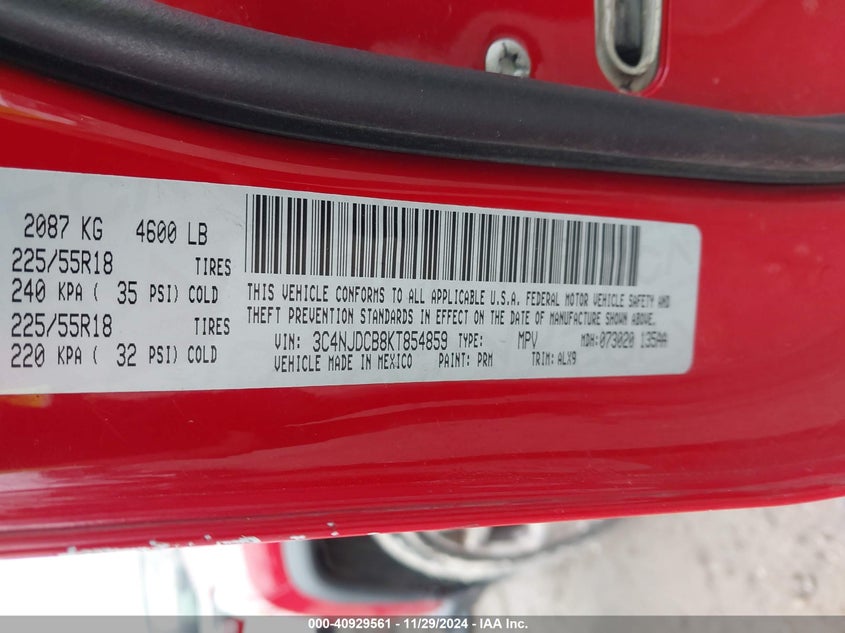 2087 KG 4600 LB
225/55R18 TIRES
240 KPA ( 35 PSI) COLD
225/55R18 TIRES
220 KPA ( 32 PSI) COLD
THIS VEHICLE CONFORMS TO ALL APPLICABLE U.S.A. FEDERAL MOTOR VEHICLE SAFETY AND
THEFT PREVENTION STANDARDS IN EFFECT ON THE DATE OF MANUFACTURE SHOWN ABOVE.
VIN: 3C4NJDCB8KT854859 TYPE: MPV MDH:073020 135AA
VEHICLE MADE IN MEXICO PAINT: PRM TRIM: ALX9
000-40929561 - 11/29/2024 - IAA Inc.